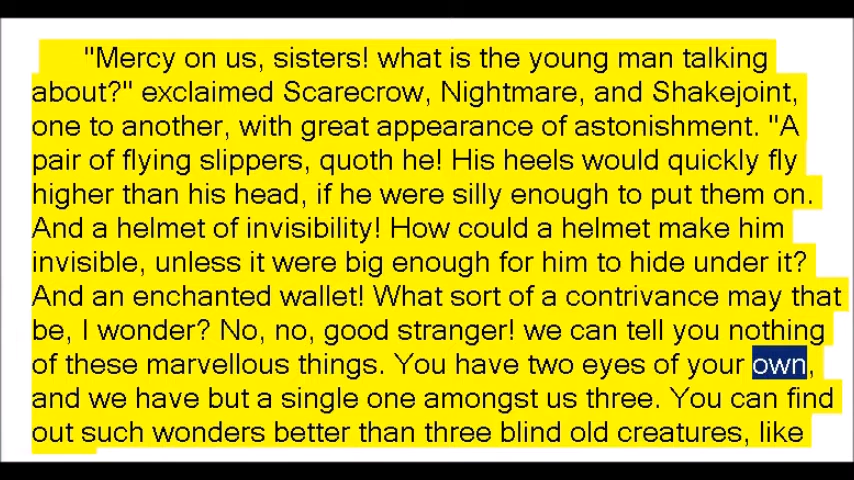 "Mercy on us, sisters! what is the young man talking
about?" exclaimed Scarecrow, Nightmare, and Shakejoint,
one to another, with great appearance of astonishment. "A
pair of flying slippers, quoth he! His heels would quickly fly
higher than his head, if he were silly enough to put them on.
And a helmet of invisibility! How could a helmet make him
invisible, unless it were big enough for him to hide under it?
And an enchanted wallet! What sort of a contrivance may that
be, I wonder? No, no, good stranger! we can tell you nothing
of these marvellous things. You have two eyes of your own,
and we have but a single one amongst us three. You can find
out such wonders better than three blind old creatures, like